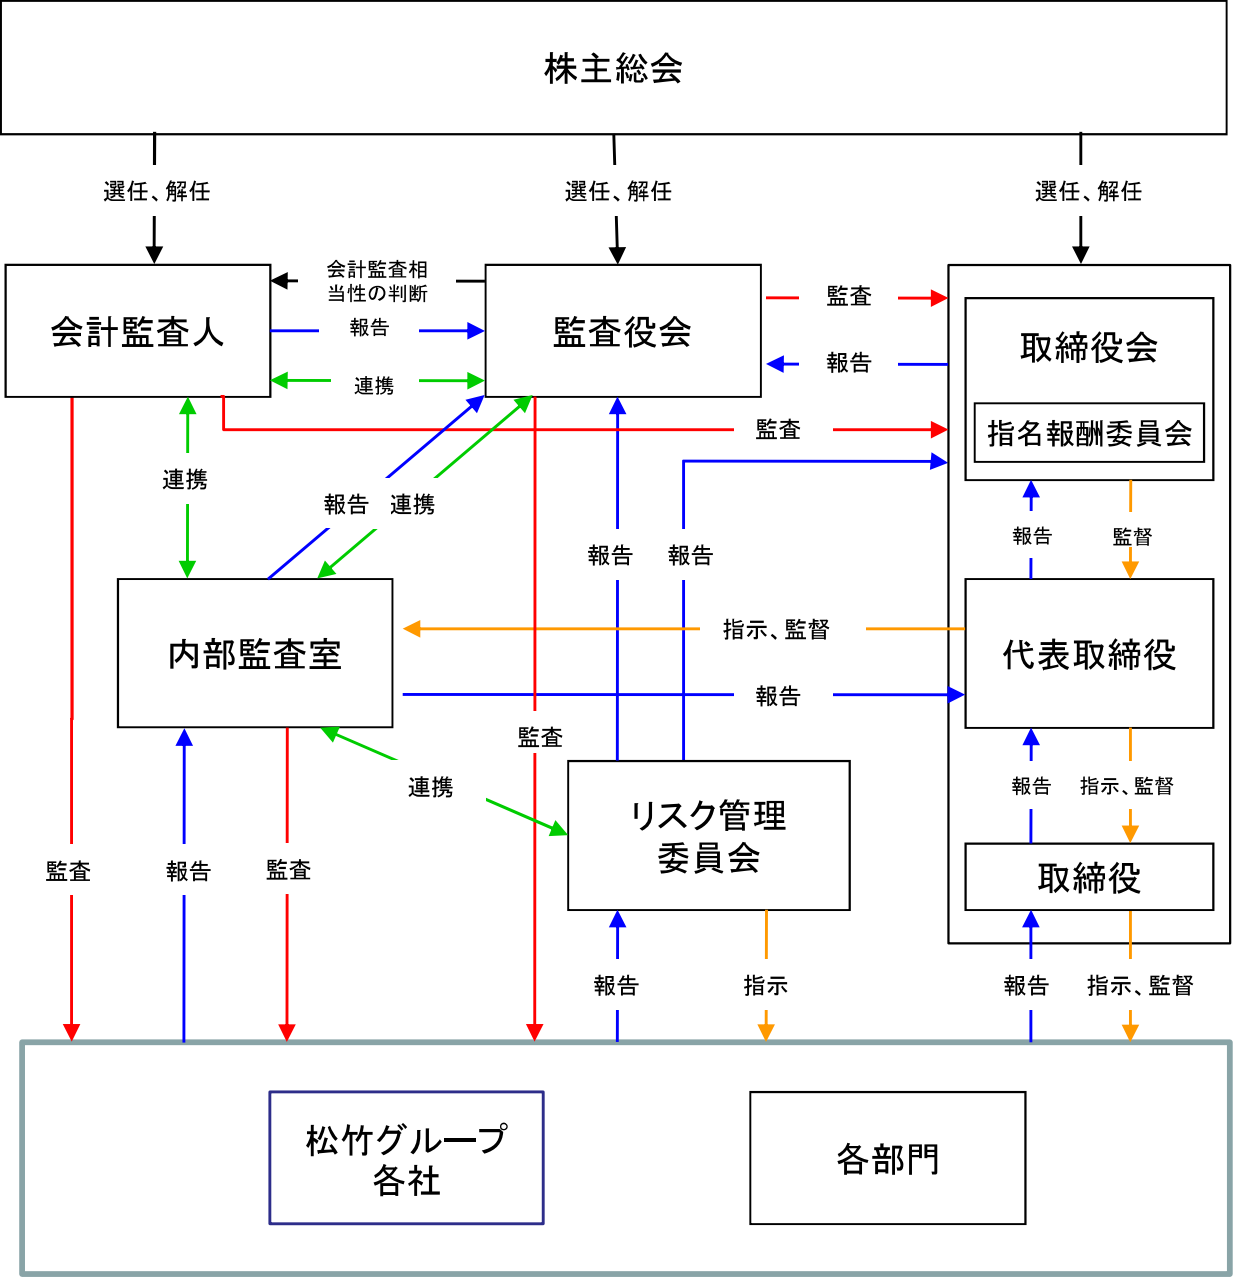 株主総会
選任、解任
選任、解任
選任、解任
会計監査人
会計監査相
当性の判断
報告
連携
監査役会
監査
報告
取締役会
指名報酬委員会
監査
連携
報告
連携
報告
報告
報告
監督
内部監査室
指示、監督
報告
代表取締役
監査
連携
報告
指示、監督
リスク管理
委員会
取締役
監査
報告
監査
報告
指示
報告
指示、監督
松竹グループ
各社
各部門